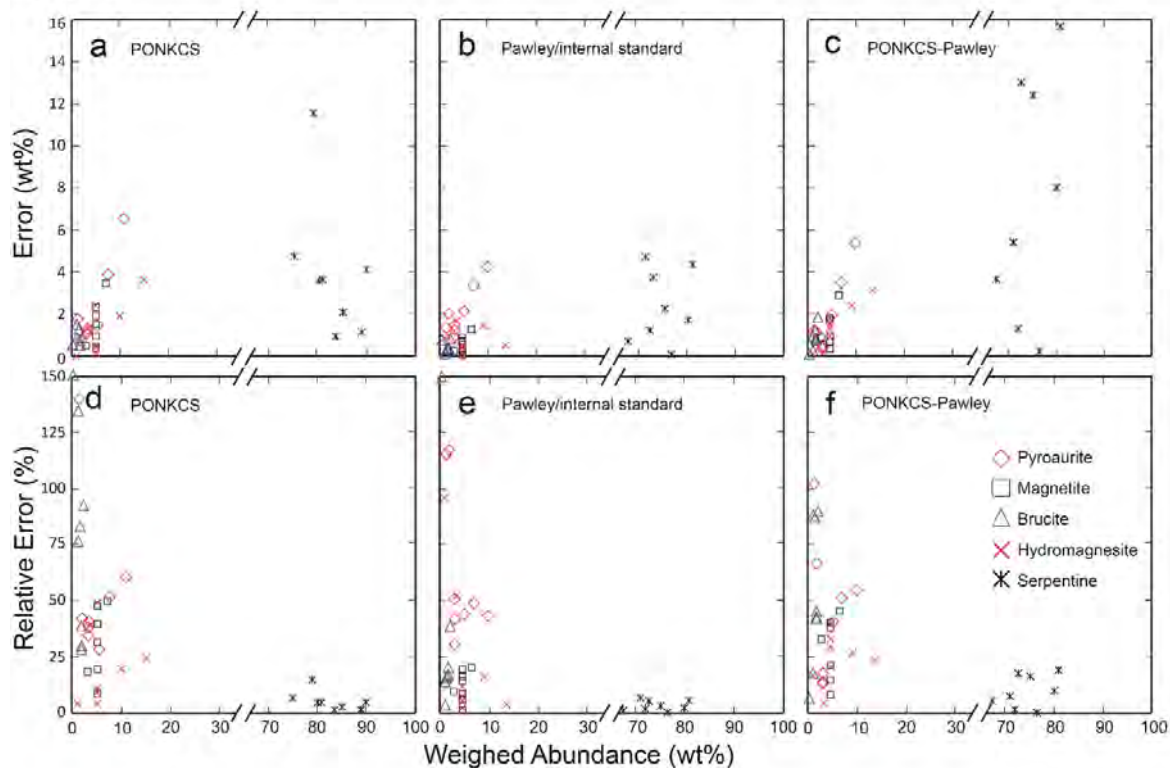 a PONKCS
b Pawley/internal standard
c PONKCS-Pawley
16
14
12
10
8
6
4
2
0
Error (wt%)
d PONKCS
e Pawley/internal standard
f PONKCS-Pawley
150
125
100
75
50
25
0
Relative Error (%)
Pyroaurite
Magnetite
Brucite
Hydromagnesite
Serpentine
0 10 20 30 70 80 90 100 0 10 20 30 70 80 90 100 0 10 20 30 70 80 90 100
Weighed Abundance (wt%)